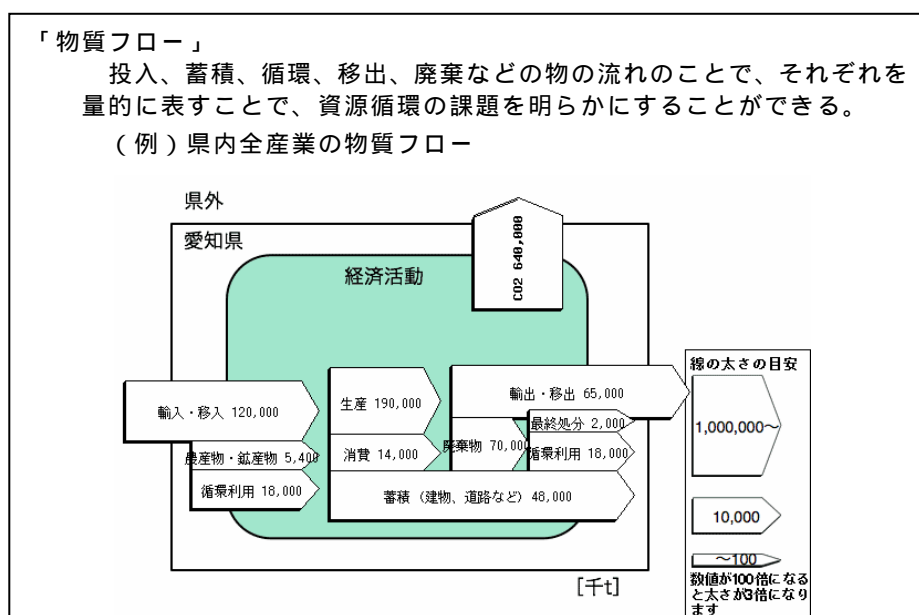 「物質フロー」
投入、蓄積、循環、移出、廃棄などの物の流れのことで、それぞれを
量的に表すことで、資源循環の課題を明らかにすることができる。
(例)県内全産業の物質フロー
県外
愛知県
経済活動
CO2 640,000
輸入・移入 120,000
農産物・鉱産物 5,400
循環利用 18,000
生産 190,000
消費 14,000
輸出・移出 65,000
廃棄物 70,000
最終処分 2,000
循環利用 18,000
蓄積(建物、道路など)48,000
[千t]
線の太さの目安
1,000,000~
10,000
~100
数値が100倍になる
と太さが3倍になり
ます